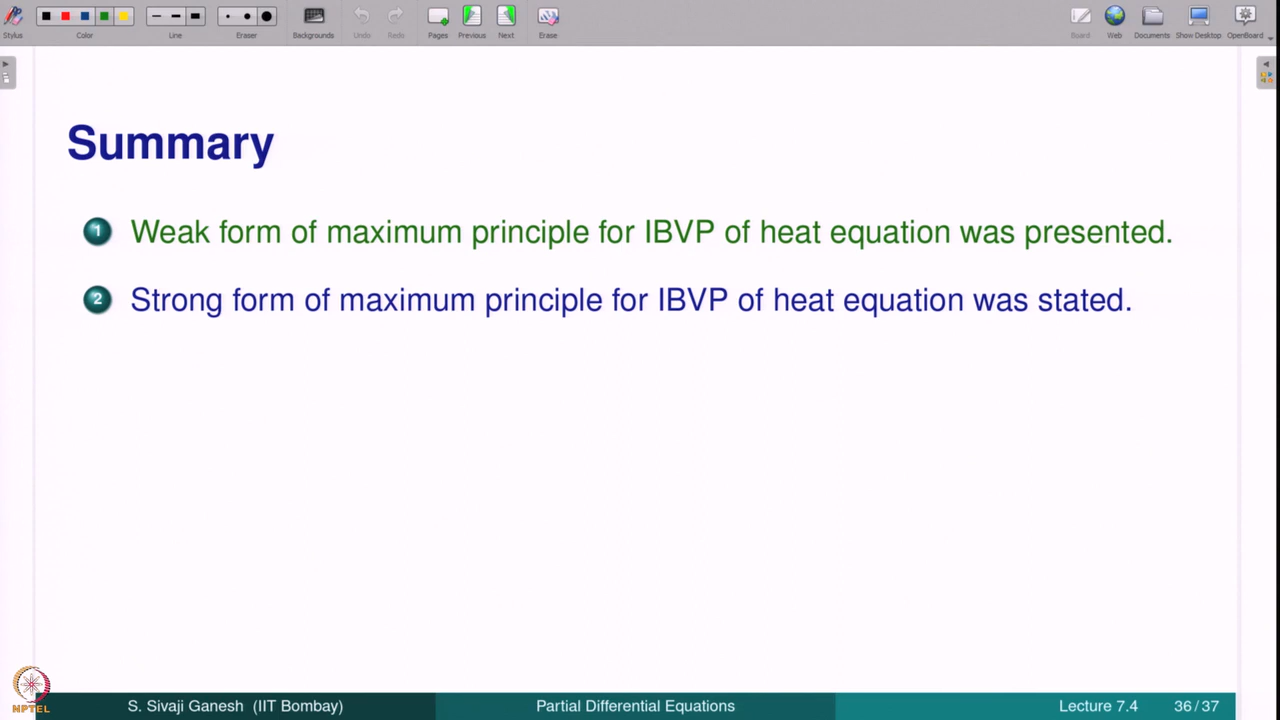 Stylus
Color
Line
Eraser
Backgrounds
Undo
Redo
Pages
Previous
Next
Erase
Board
Web
Documents
Show Desktop
OpenBoard
Summary
1 Weak form of maximum principle for IBVP of heat equation was presented.
2 Strong form of maximum principle for IBVP of heat equation was stated.
NPTEL
S. Sivaji Ganesh (IIT Bombay)
Partial Differential Equations
Lecture 7.4
36/37